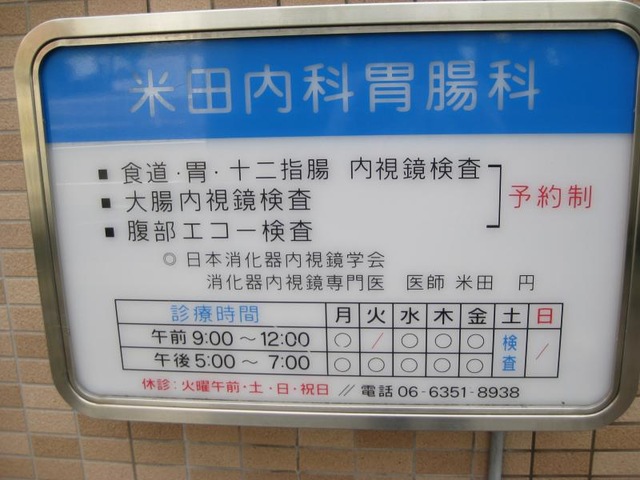 米田内科胃腸科
■ 食道・胃・十二指腸 内視鏡検査
■ 大腸内視鏡検査
■ 腹部エコー検査
予約制
◎ 日本消化器内視鏡学会
消化器内視鏡専門医 医師 米田 円
診療時間 月 火 水 木 金 土 日
午前 9:00 ～ 12:00 ○ / ○ ○ ○ 検査 /
午後 5:00 ～ 7:00 ○ ○ ○ ○ ○
休診:火曜午前・土・日・祝日 // 電話 06-6351-8938